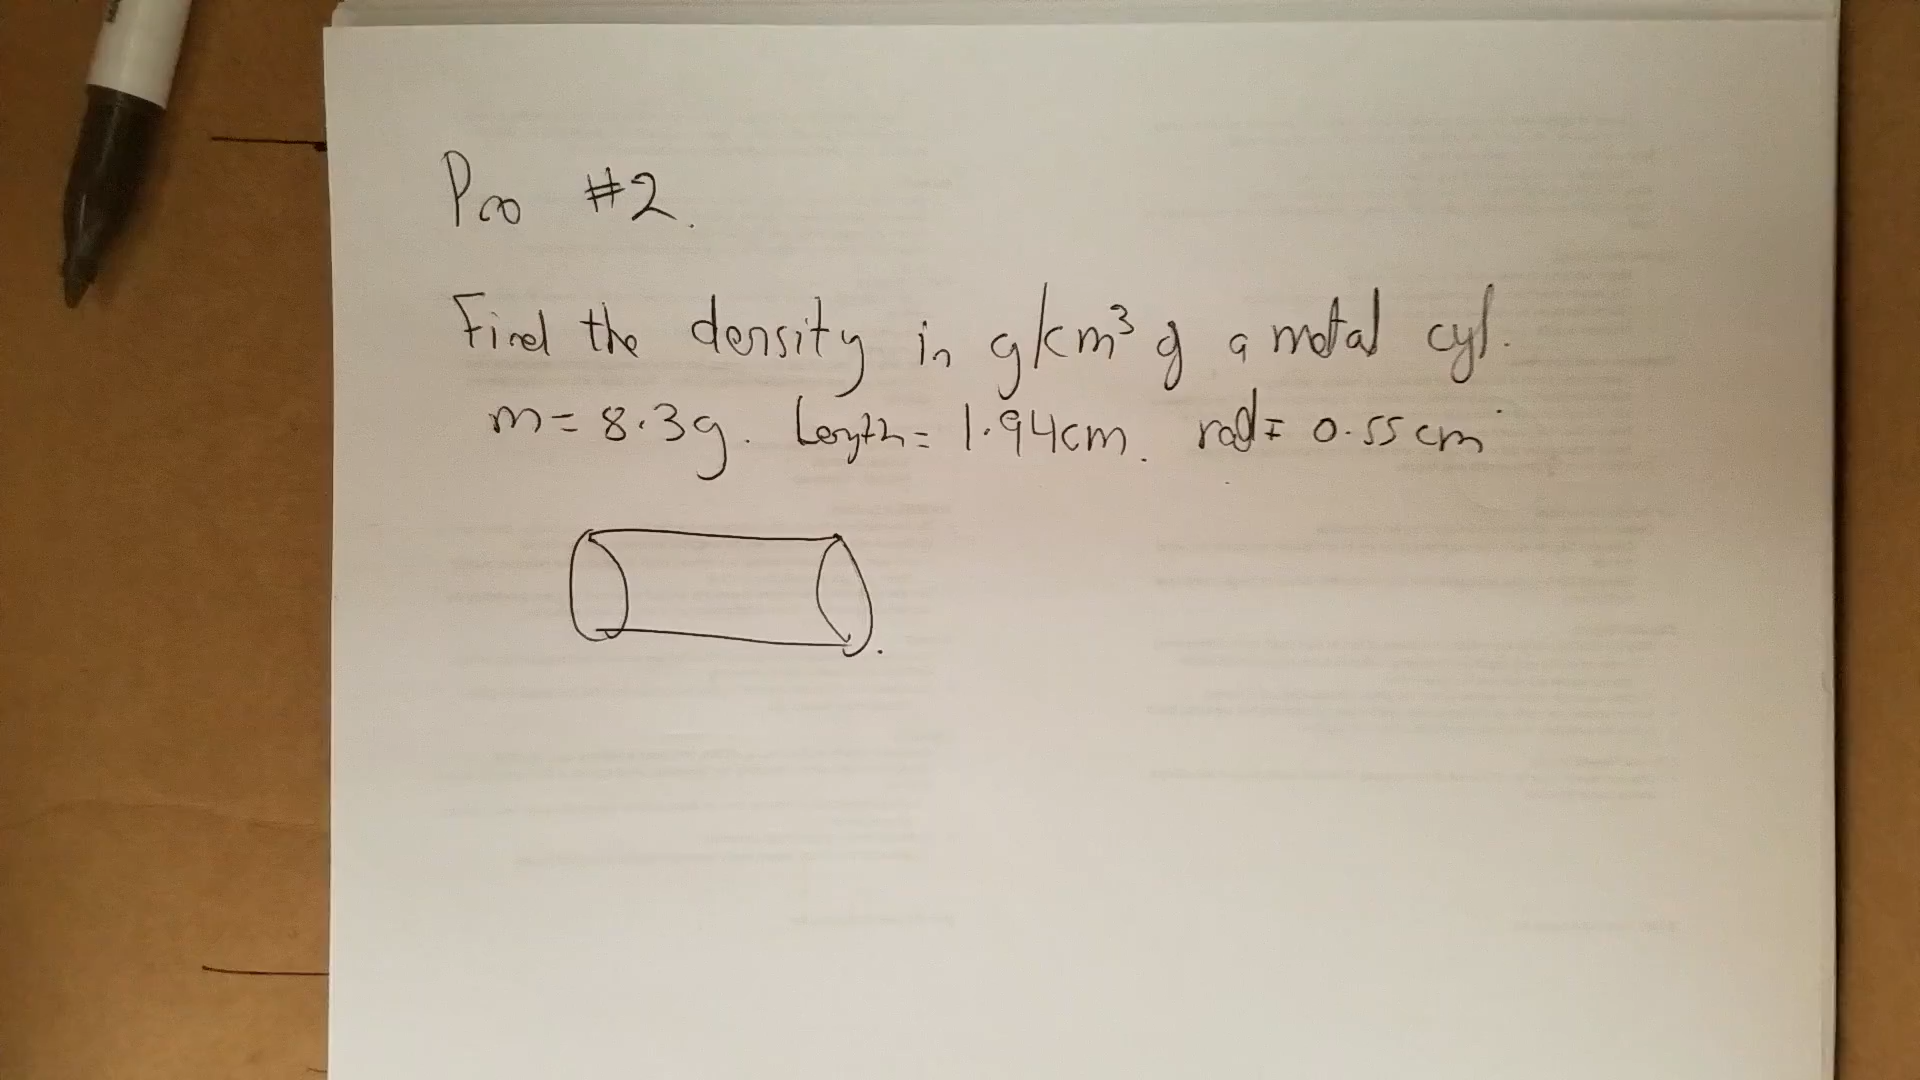 Pro #2.
Find the density in g/cm³ of a metal cyl.
m = 8.3g. Length = 1.94cm. rad = 0.55 cm